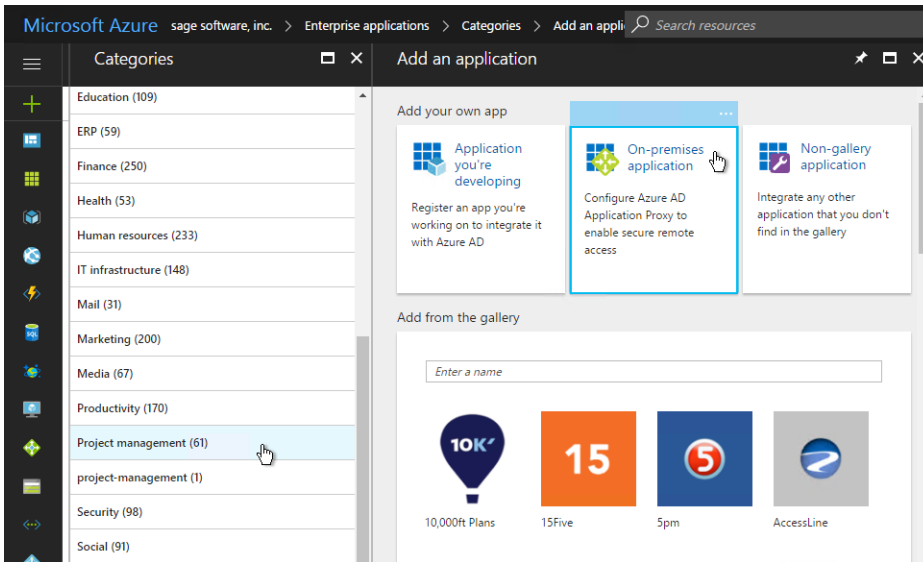 Microsoft Azure sage software, inc. > Enterprise applications > Categories > Add an appli Search resources
Categories
Education (109)
ERP (59)
Finance (250)
Health (53)
Human resources (233)
IT infrastructure (148)
Mail (31)
Marketing (200)
Media (67)
Productivity (170)
Project management (61)
project-management (1)
Security (98)
Social (91)
Add an application
Add your own app
Application
you're
developing
Register an app you're
working on to integrate it
with Azure AD
...
On-premises
application
Configure Azure AD
Application Proxy to
enable secure remote
access
Non-gallery
application
Integrate any other
application that you don't
find in the gallery
Add from the gallery
Enter a name
10K
10,000ft Plans
15
15Five
5
5pm
AccessLine
SQL